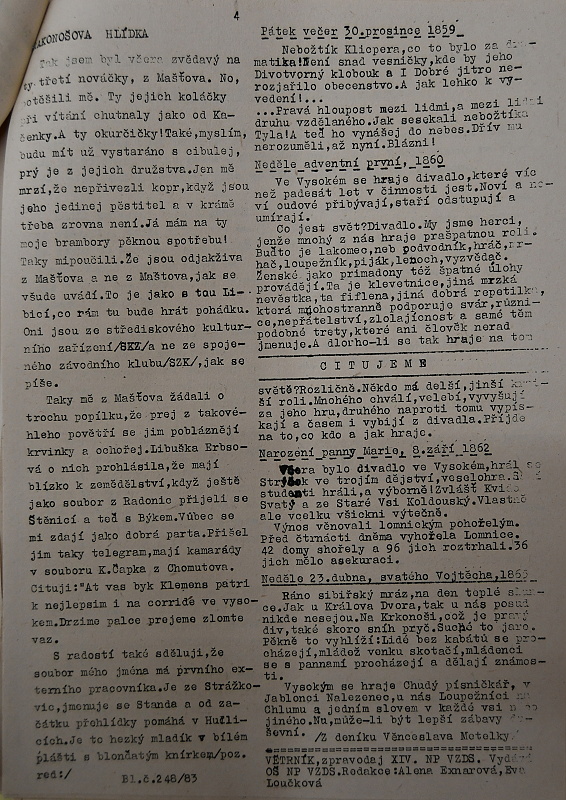 4
KRAKONOŠOVA HLÍDKA
Tak jsem byl včera zvědavý na
ty třetí nováčky, z Mašťova. No,
potěšili mě. Ty jejich koláčky
při vítání chutnaly jako od Ka-
čenky.A ty okurčičky!Také,myslím,
budu mít už vystaráno s cibulej,
prý je z jejich družstva.Jen mě
mrzí,že nepřivezli kopr,když jsou
jeho jedinej pěstitel a v krámě
třeba zrovna není.Já mám na ty
moje brambory pěknou spotřebu!
Taky mipoučili.Že jsou odjakživa
z Mašťova a ne z Mastova,jak se
všude uvádí.To je jako s tou Li-
bicí,co rám tu bude hrát pohádku.
Oni jsou ze střediskového kultur-
ního zařízení/SKZ/a ne ze spoje-
ného závodního klubu/SZK/,jak se
píše.
Taky mě z Mašťova žádali o
trochu popílku,že prej z takové-
hleho povětří se jim pobláznějí
krvinky a ochořej.Libuška Erbso-
vá o nich prohlásila,že mají
blízko k zemědělství,když ještě
jako soubor z Radonic přijeli se
Štěnicí a teď s Býkem.Vůbec se
mi zdají jako dobrá parta.Přišel
jim taky telegram,mají kamarády
v souboru K.Čapka z Chomutova.
Cituji:"At vas byk Klemens patri
k nejlepsim i na corridě ve vyso-
kem.Drzime palce prejeme zlomte
vaz.
S radostí také sděluji,že
soubor mého jména má prvního ex-
terního pracovníka.Je ze Strážko-
vic,jmenuje se Standa a od za-
čátku přehlídky pomáhá v Hufli-
cích.Je to hezký mladík v bílém
plášti s blonďatým knírkem/poz.
red:/
Bl.č.248/83
Pátek večer 30.prosince 1859
Nebožtík Klicpera,co to bylo za dra-
matika!Není snad vesničky,kde by jeho
Divotvorný klobouk a I Dobré jitro ne-
rozjařilo obecenstvo.A jak lehko k vy-
vedení!...
...Pravá hloupost mezi lidmi,a mezi lidmi
druhu vzdělaného.Jak sesekali nebožtíka
Tyla!A teď ho vynášej do nebes.Dřív mu
nerozuměli,až nyní.Blázni!
Neděle adventní první, 1860
Ve Vysokém se hraje divadlo,které víc
než padesát let v činnosti jest.Noví a no-
ví oudové přibývají,staří odstupují a
umírají.
Co jest svět?Divadlo.My jsme herci,
jenže mnohý z nás hraje prašpatnou roli.
Buďto je lakomec,neb podvodník,hráč,pr-
hač,loupežník,piják,lenoch,vyzvědač.
Ženské jako primadony též špatné úlohy
provádějí.Ta je klevetnice,jiná mrzká
nevěstka,ta fiflena,jiná dobrá repetilka,
která mnohostranně podporuje svár,různi-
ce,nepřátelství,zlolajicnost a samé těm
podobné trety,které ani člověk nerad
jmenuje.A dlorho-li se tak hraje na tom
CITUJEME
světě?Rozličně.Někdo má delší,jinší krat-
ší roli.Mnohého chválí,velebí,vyvyšují
za jeho hru,druhého naproti tomu vypís-
kají a časem i vybijí z divadla.Přijde
na to,co kdo a jak hraje.
Narození panny Marie, 8.září 1862
Včera bylo divadlo ve Vysokém,hrál se
Strýček ve trojím dějství,veselohra.S
studenti hráli,a výborně!Zvlášť Kvido
Svatý a ze Staré Vsi Koldouský.Vlastně
ale vcelku všickni výtečně.
Výnos věnovali lomnickým pohořelým.
Před čtrnácti dněma vyhořela Lomnice.
42 domy shořely a 96 jich roztrhali.36
jich mělo asekuraci.
Neděle 23.dubna, svatého Vojtěcha,1865
Ráno sibiřský mráz,na den teplé slun-
ce.Jak u Králova Dvora,tak u nás posud
nikde nesejou.Na Krkonoši,což je pravý
div,také skoro sníh pryč.Suché to jaro.
Pěkně to vyhlíží!Lidé bez kabátů se pro-
cházejí,mládež venku skotačí,mládenci
se s pannami procházejí a dělají známos-
ti.
Vysokým se hraje Chudý písničkář, v
Jablonci Nalezenec,u nás Loupežníci na
Chlumu a jedním slovem v každé vsi něco
jiného.Nu,může-li být lepší zábavy du-
ševní. /Z deníku Věnceslava Metelky/
VĚTRNÍK,zpravodaj XIV. NP VZDS. Vydává
OŠ NP VZDS.Redakce:Alena Exnarová,Eva
Loučková